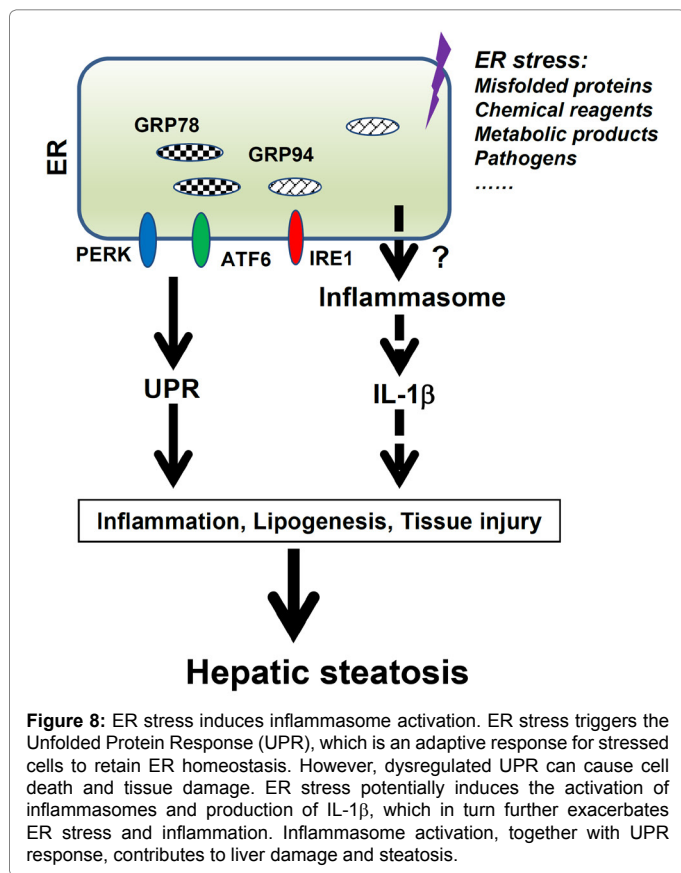 ER stress:
Misfolded proteins
Chemical reagents
Metabolic products
Pathogens
......
GRP78
GRP94
ER
PERK
ATF6
IRE1
?
Inflammasome
UPR
IL-1β
Inflammation, Lipogenesis, Tissue injury
Hepatic steatosis
Figure 8: ER stress induces inflammasome activation. ER stress triggers the
Unfolded Protein Response (UPR), which is an adaptive response for stressed
cells to retain ER homeostasis. However, dysregulated UPR can cause cell
death and tissue damage. ER stress potentially induces the activation of
inflammasomes and production of IL-1β, which in turn further exacerbates
ER stress and inflammation. Inflammasome activation, together with UPR
response, contributes to liver damage and steatosis.